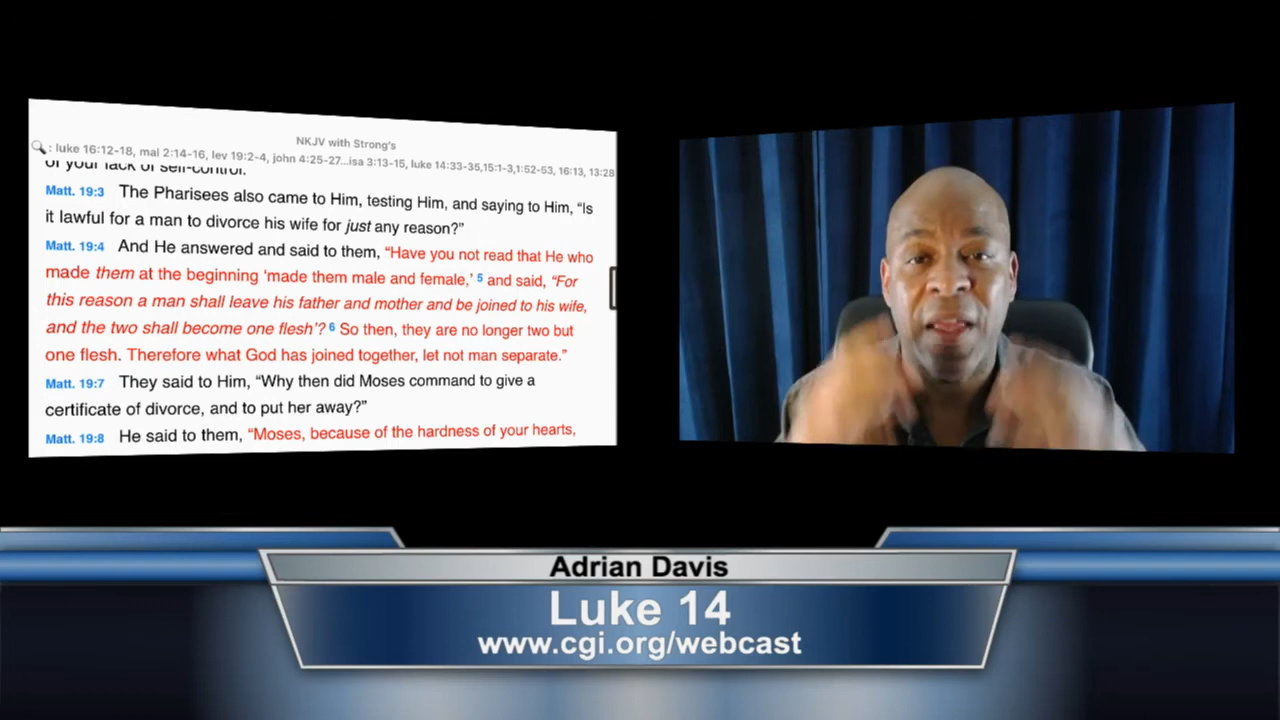 NKJV with Strong's
: luke 16:12-18, mal 2:14-16, lev 19:2-4, john 4:25-27...isa 3:13-15, luke 14:33-35,15:1-3,1:52-53, 16:13, 13:28
of your lack of self-control.
Matt. 19:3 The Pharisees also came to Him, testing Him, and saying to Him, “Is
it lawful for a man to divorce his wife for just any reason?”
Matt. 19:4 And He answered and said to them, “Have you not read that He who
made them at the beginning ‘made them male and female,’ 5 and said, “For
this reason a man shall leave his father and mother and be joined to his wife,
and the two shall become one flesh’? 6 So then, they are no longer two but
one flesh. Therefore what God has joined together, let not man separate.”
Matt. 19:7 They said to Him, “Why then did Moses command to give a
certificate of divorce, and to put her away?”
Matt. 19:8 He said to them, “Moses, because of the hardness of your hearts,
Adrian Davis
Luke 14
www.cgi.org/webcast